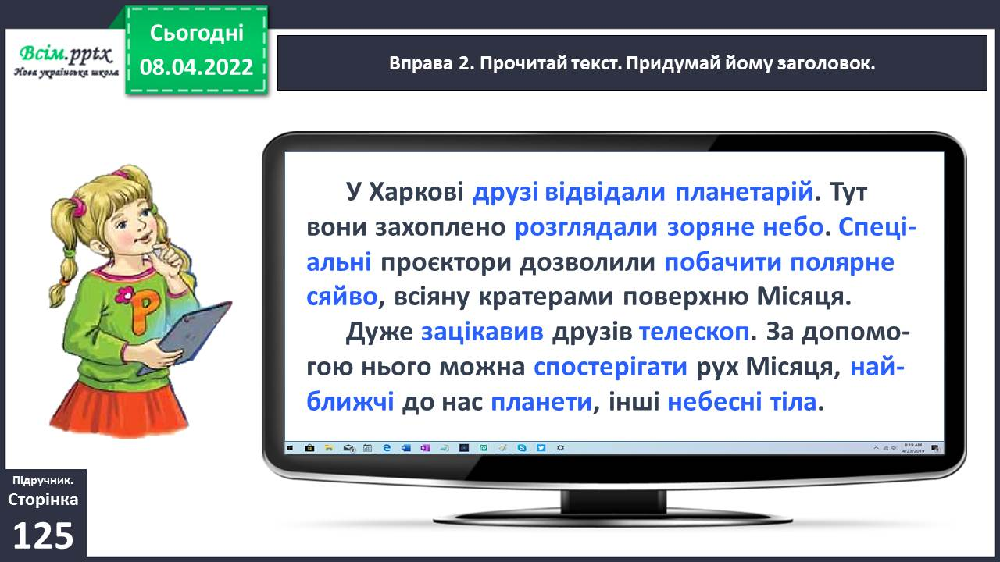 Всім.pptx
Нова українська школа
Сьогодні
08.04.2022
Вправа 2. Прочитай текст. Придумай йому заголовок.
У Харкові друзі відвідали планетарій. Тут
вони захоплено розглядали зоряне небо. Спеці-
альні проєктори дозволили побачити полярне
сяйво, всіяну кратерами поверхню Місяця.
Дуже зацікавив друзів телескоп. За допомо-
гою нього можна спостерігати рух Місяця, най-
ближчі до нас планети, інші небесні тіла.
8:19 AM
4/23/2019
Р
Підручник.
Сторінка
125